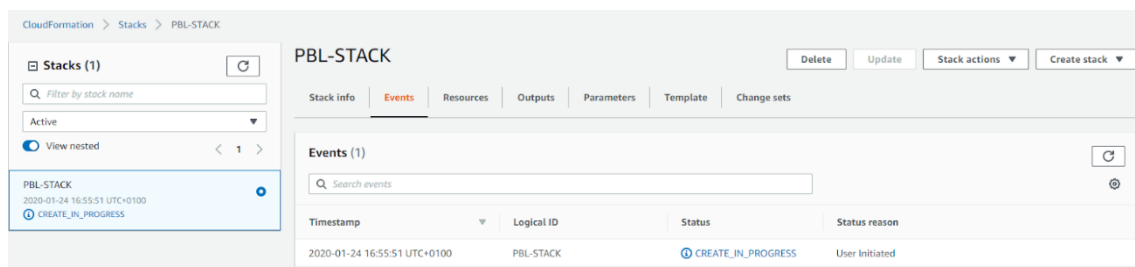 CloudFormation > Stacks > PBL-STACK
Stacks (1)
Filter by stock name
Active
View nested
< 1 >
PBL-STACK
2020-01-24 16:55:51 UTC+0100
CREATE_IN_PROGRESS
PBL-STACK
Delete Update Stack actions Create stack
Stack info Events Resources Outputs Parameters Template Change sets
Events (1)
Search events
Timestamp Logical ID Status Status reason
2020-01-24 16:55:51 UTC+0100 PBL-STACK CREATE_IN_PROGRESS User Initiated